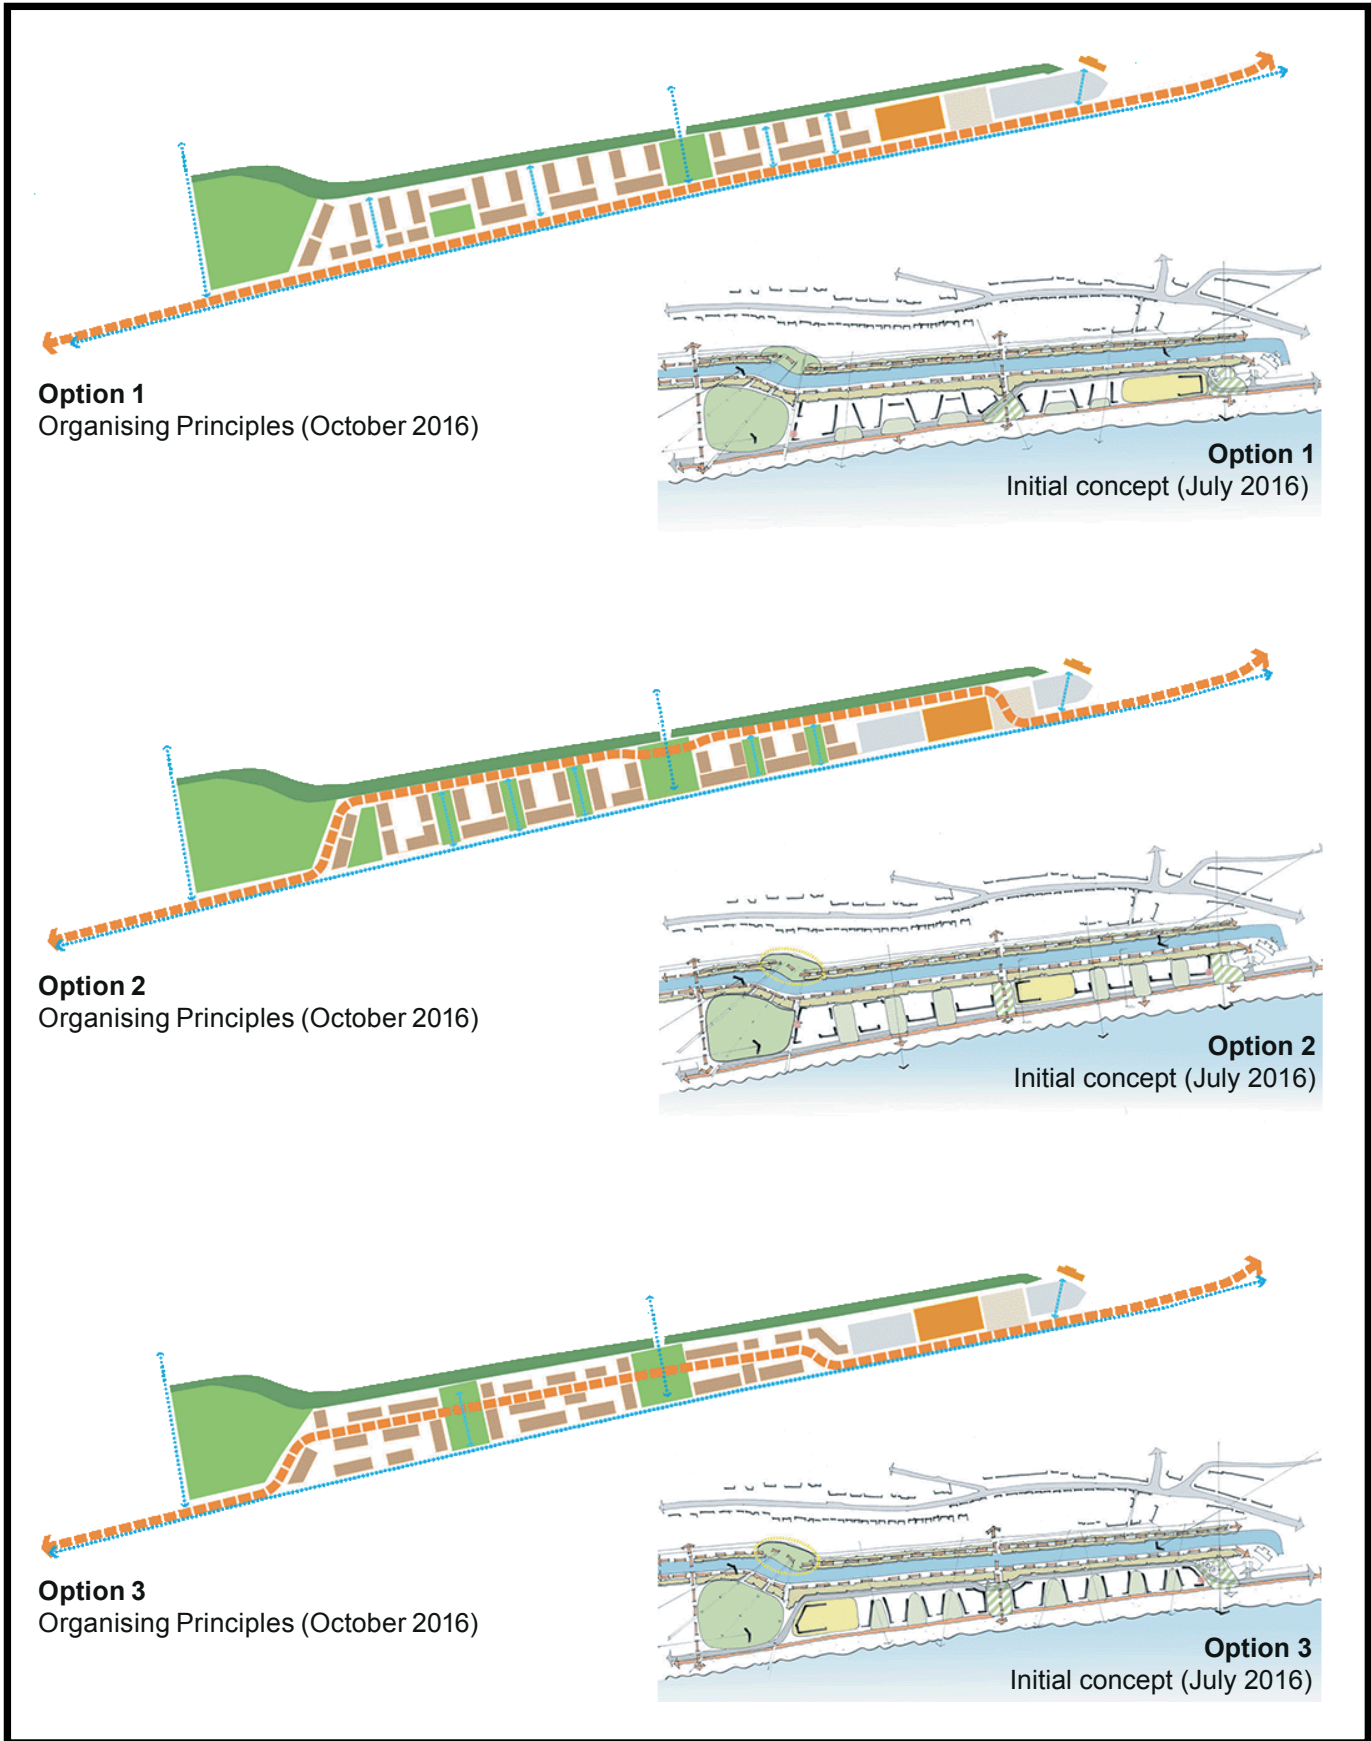 Option 1
Organising Principles (October 2016)
Option 1
Initial concept (July 2016)
Option 2
Organising Principles (October 2016)
Option 2
Initial concept (July 2016)
Option 3
Organising Principles (October 2016)
Option 3
Initial concept (July 2016)